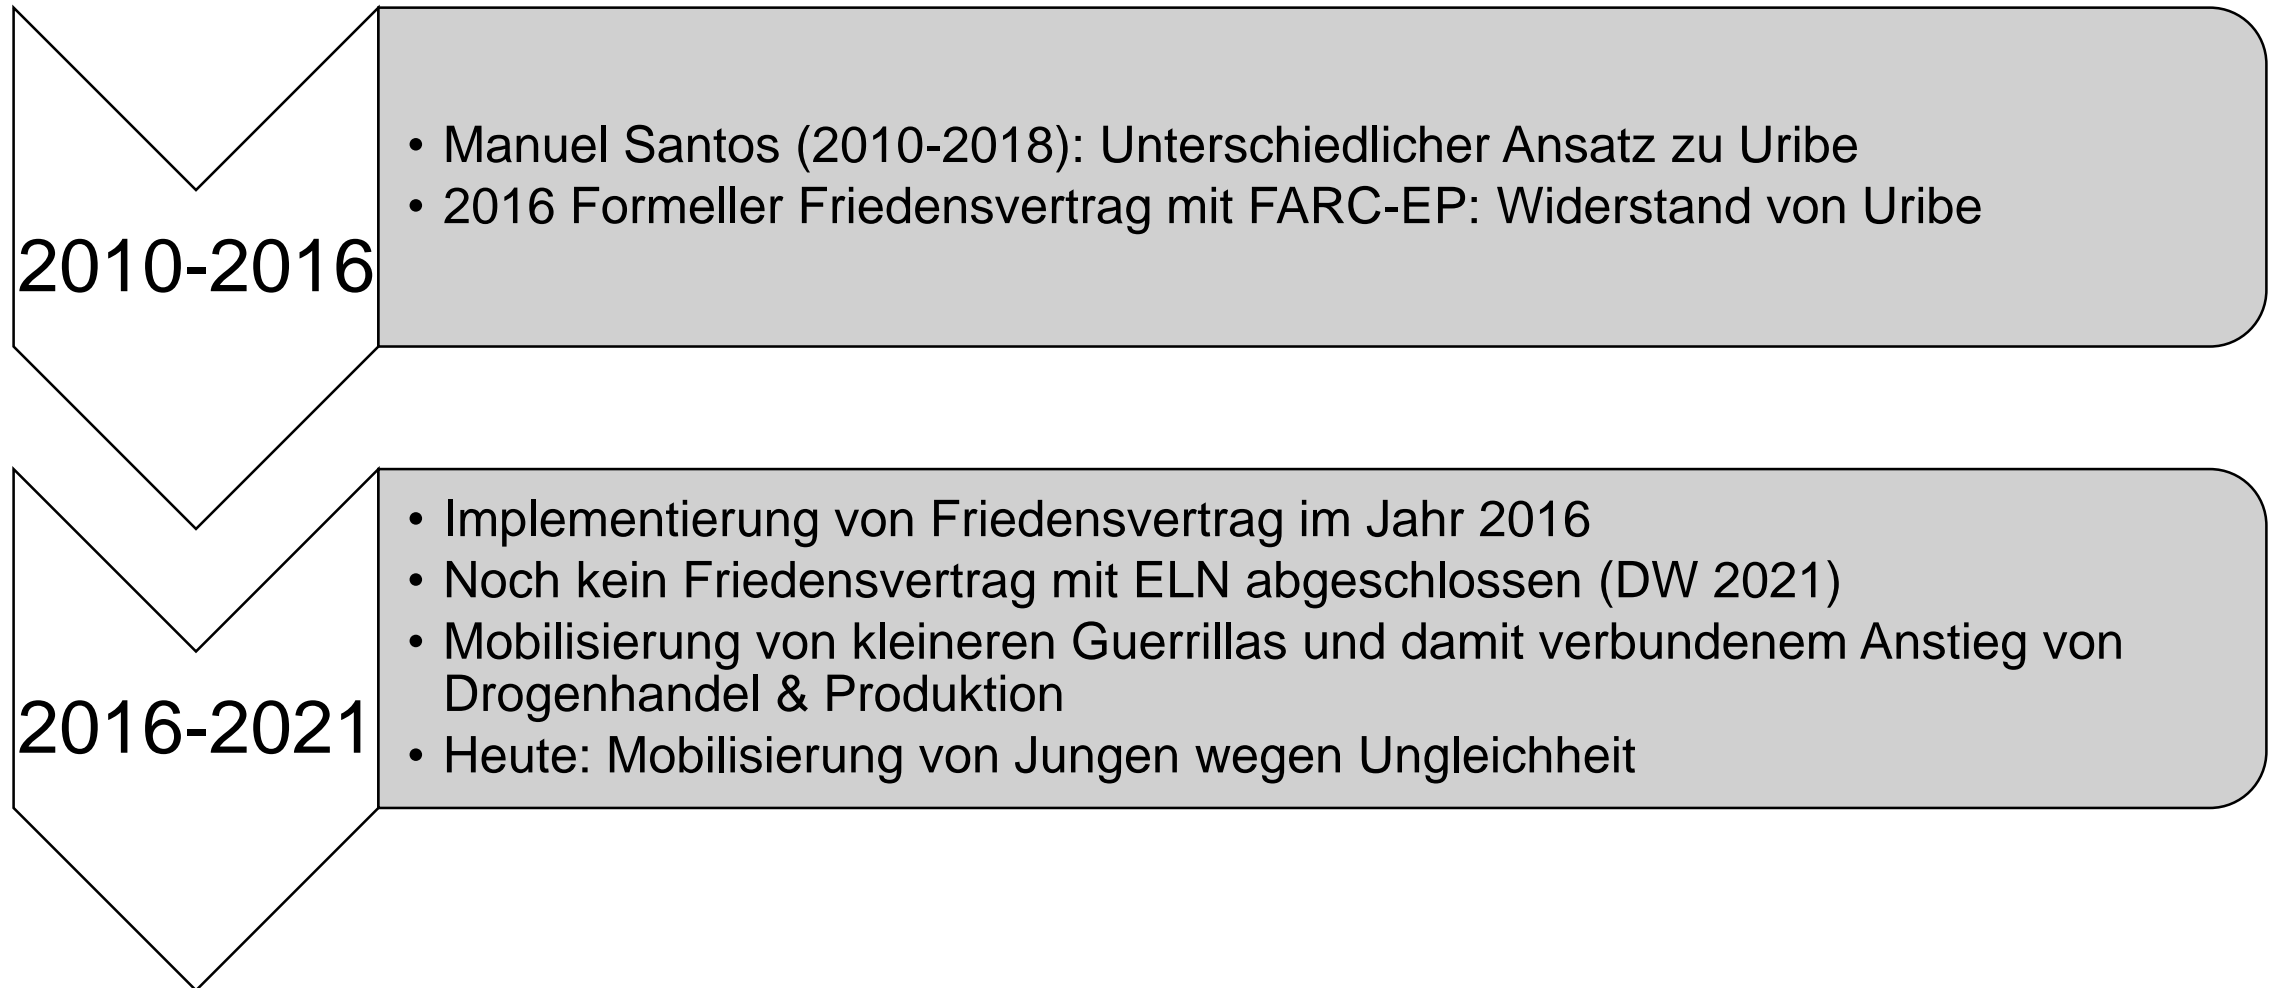 2010-2016
• Manuel Santos (2010-2018): Unterschiedlicher Ansatz zu Uribe
• 2016 Formeller Friedensvertrag mit FARC-EP: Widerstand von Uribe
2016-2021
• Implementierung von Friedensvertrag im Jahr 2016
• Noch kein Friedensvertrag mit ELN abgeschlossen (DW 2021)
• Mobilisierung von kleineren Guerrillas und damit verbundenem Anstieg von
Drogenhandel & Produktion
• Heute: Mobilisierung von Jungen wegen Ungleichheit